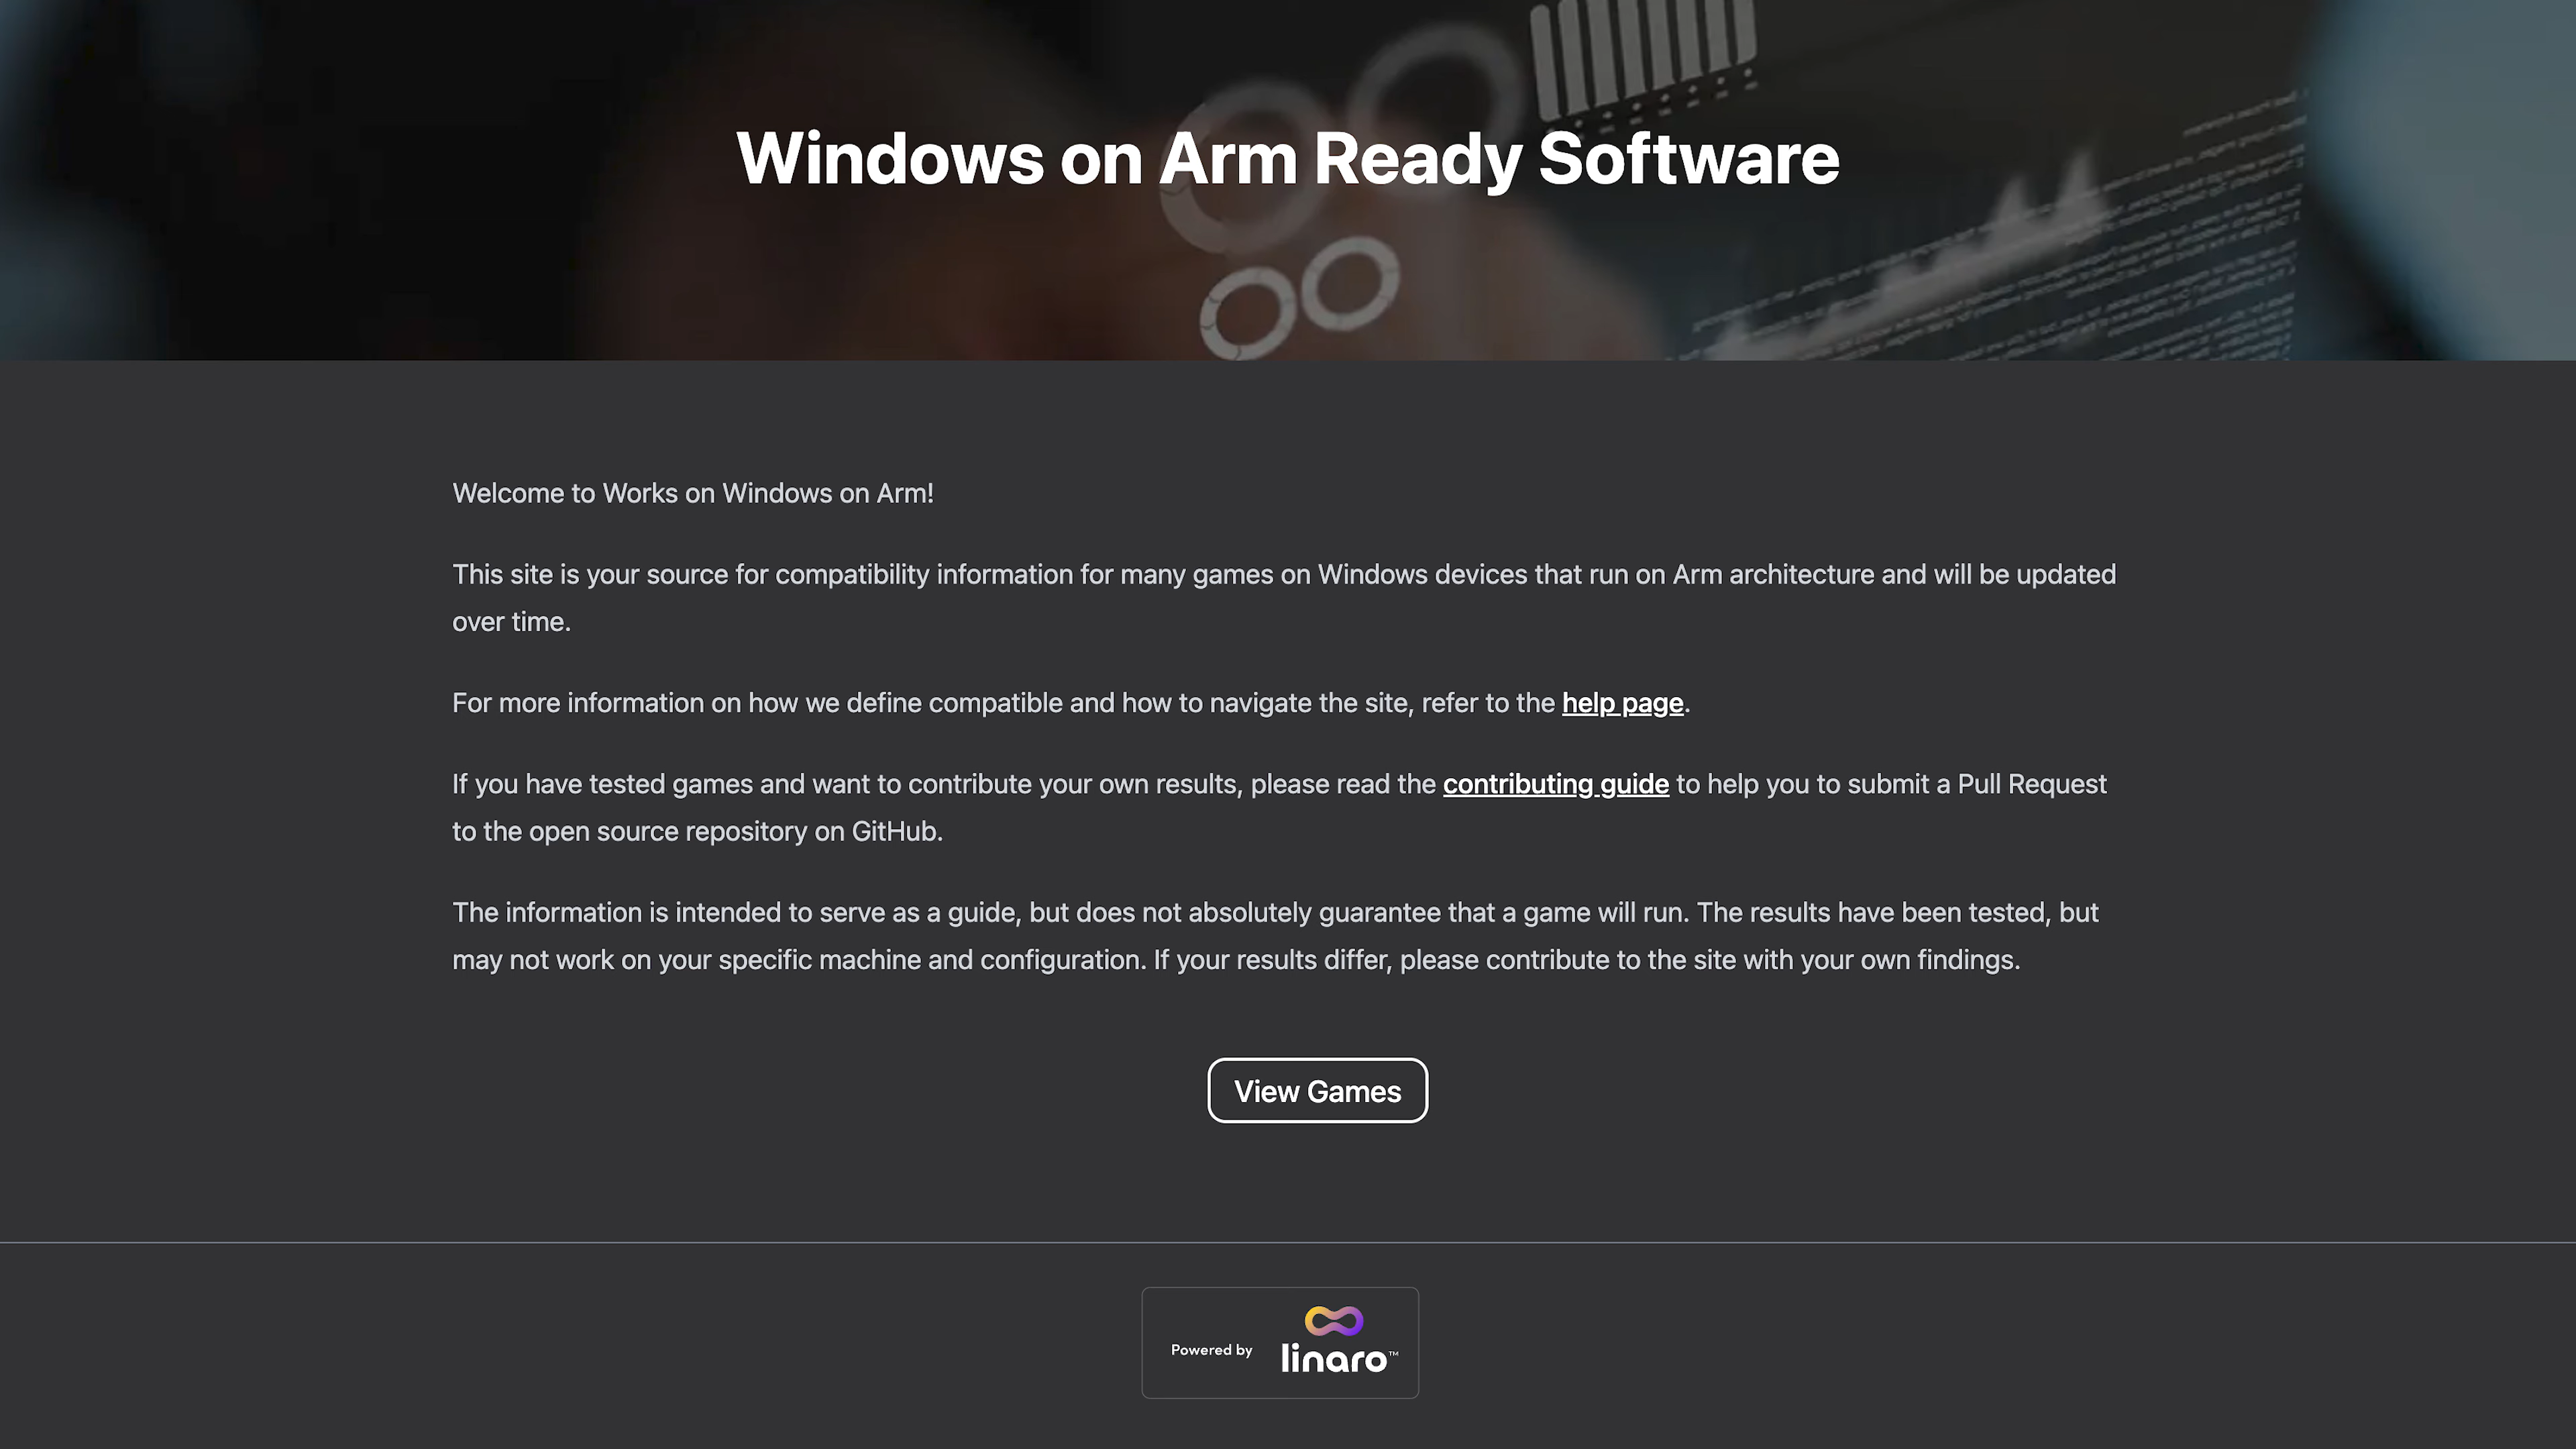 Windows on Arm Ready Software
Welcome to Works on Windows on Arm!
This site is your source for compatibility information for many games on Windows devices that run on Arm architecture and will be updated
over time.
For more information on how we define compatible and how to navigate the site, refer to the help page.
If you have tested games and want to contribute your own results, please read the contributing guide to help you to submit a Pull Request
to the open source repository on GitHub.
The information is intended to serve as a guide, but does not absolutely guarantee that a game will run. The results have been tested, but
may not work on your specific machine and configuration. If your results differ, please contribute to the site with your own findings.
View Games
Powered by linaro™